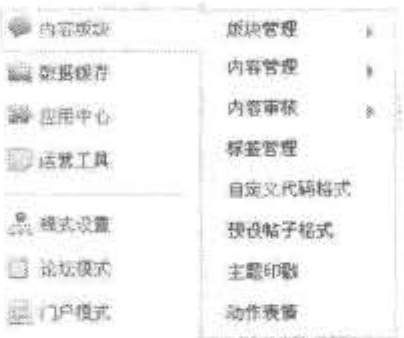 内容版块
数据缓存
应用中心
运营工具
模式设置
论坛模式
门户模式
版块管理
内容管理
内容审核
标签管理
自定义代码格式
预设帖子格式
主题印戳
动作表情